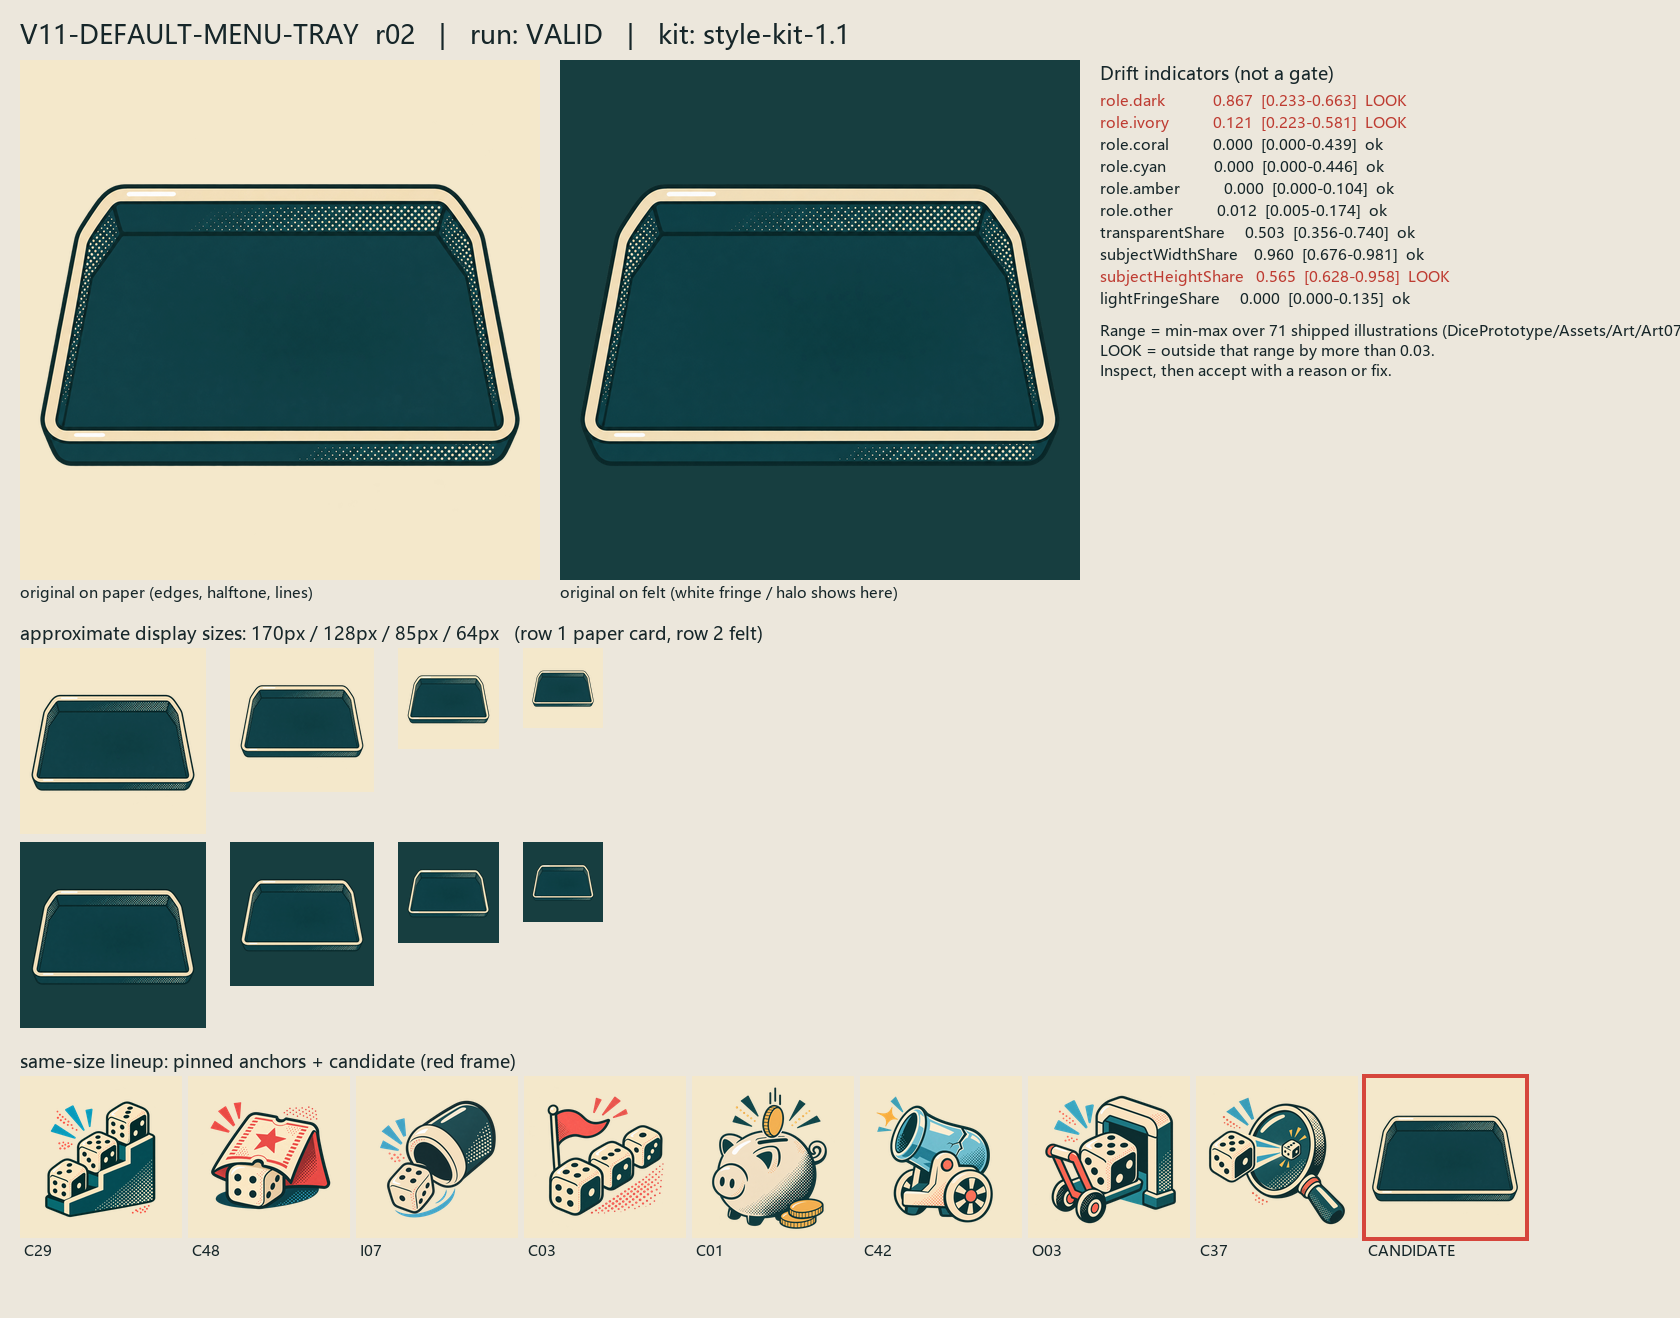 V11-DEFAULT-MENU-TRAY r02 | run: VALID | kit: style-kit-1.1
Drift indicators (not a gate)
role.dark 0.867 [0.233-0.663] LOOK
role.ivory 0.121 [0.223-0.581] LOOK
role.coral 0.000 [0.000-0.439] ok
role.cyan 0.000 [0.000-0.446] ok
role.amber 0.000 [0.000-0.104] ok
role.other 0.012 [0.005-0.174] ok
transparentShare 0.503 [0.356-0.740] ok
subjectWidthShare 0.960 [0.676-0.981] ok
subjectHeightShare 0.565 [0.628-0.958] LOOK
lightFringeShare 0.000 [0.000-0.135] ok
Range = min-max over 71 shipped illustrations (DicePrototype/Assets/Art/Art07
LOOK = outside that range by more than 0.03.
Inspect, then accept with a reason or fix.
original on paper (edges, halftone, lines)
original on felt (white fringe / halo shows here)
approximate display sizes: 170px / 128px / 85px / 64px (row 1 paper card, row 2 felt)
same-size lineup: pinned anchors + candidate (red frame)
C29
C48
I07
C03
C01
C42
O03
C37
CANDIDATE